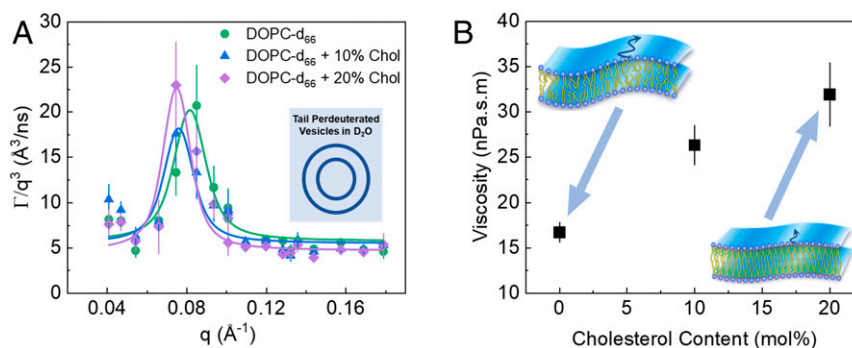 A
DOPC-d₆₆
DOPC-d₆₆ + 10% Chol
DOPC-d₆₆ + 20% Chol
Tail Perdeuterated
Vesicles in D₂O
Γ/q³ (Å³/ns)
30
25
20
15
10
5
0
0.04
0.08
0.12
0.16
q (Å⁻¹)
B
Viscosity (nPa.s.m)
40
35
30
25
20
15
10
0
5
10
15
20
Cholesterol Content (mol%)